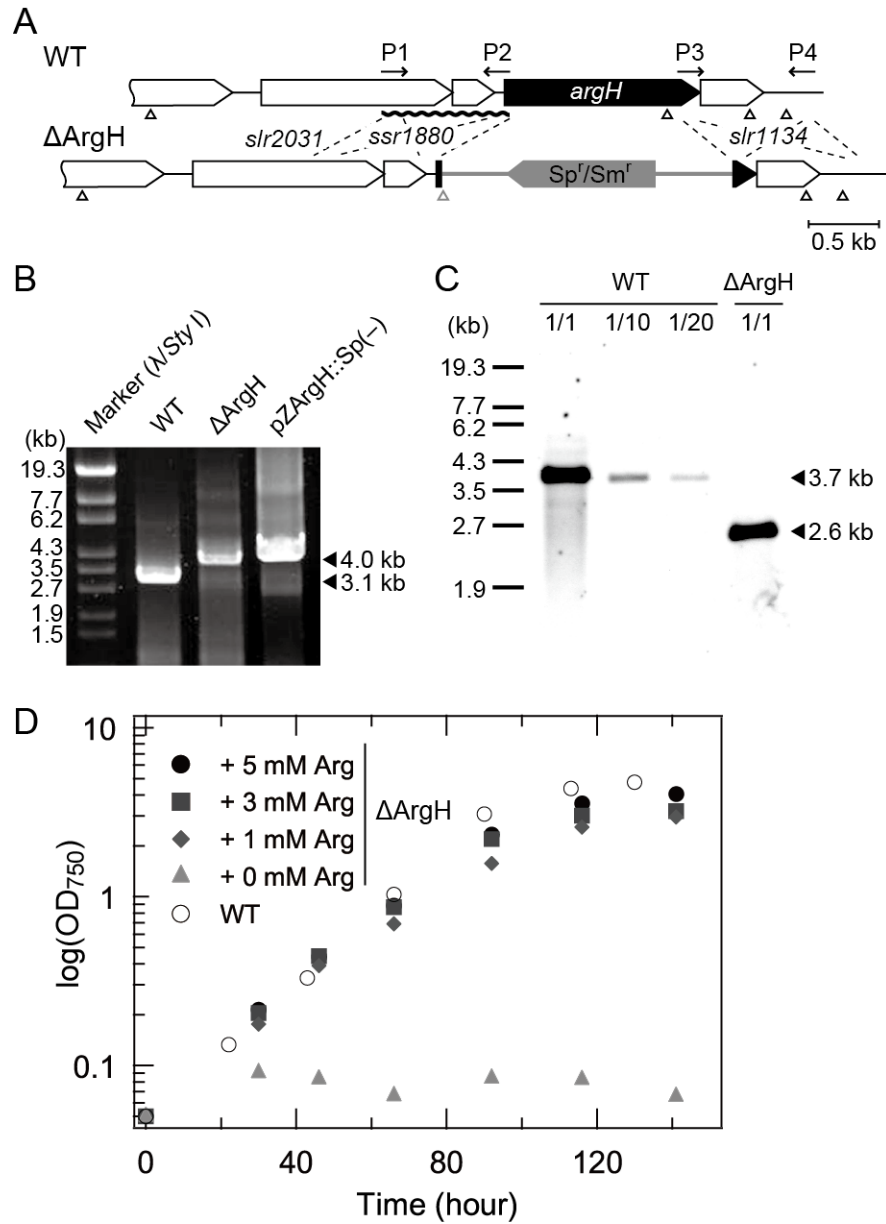 A
WT
P1 P2 P3 P4
argH
ΔArgH
slr2031 ssr1880 slr1134
Spʳ/Smʳ
0.5 kb
B
Marker (λ/Sty I)
WT
ΔArgH
pZArgH::Sp(–)
(kb)
19.3
7.7
6.2
4.3
3.5
2.7
1.9
1.5
4.0 kb
3.1 kb
C
WT ΔArgH
(kb) 1/1 1/10 1/20 1/1
19.3
7.7
6.2
4.3
3.5
2.7
1.9
3.7 kb
2.6 kb
D
log(OD₇₅₀)
10
1
0.1
+ 5 mM Arg
+ 3 mM Arg
+ 1 mM Arg
+ 0 mM Arg
ΔArgH
WT
0 40 80 120
Time (hour)